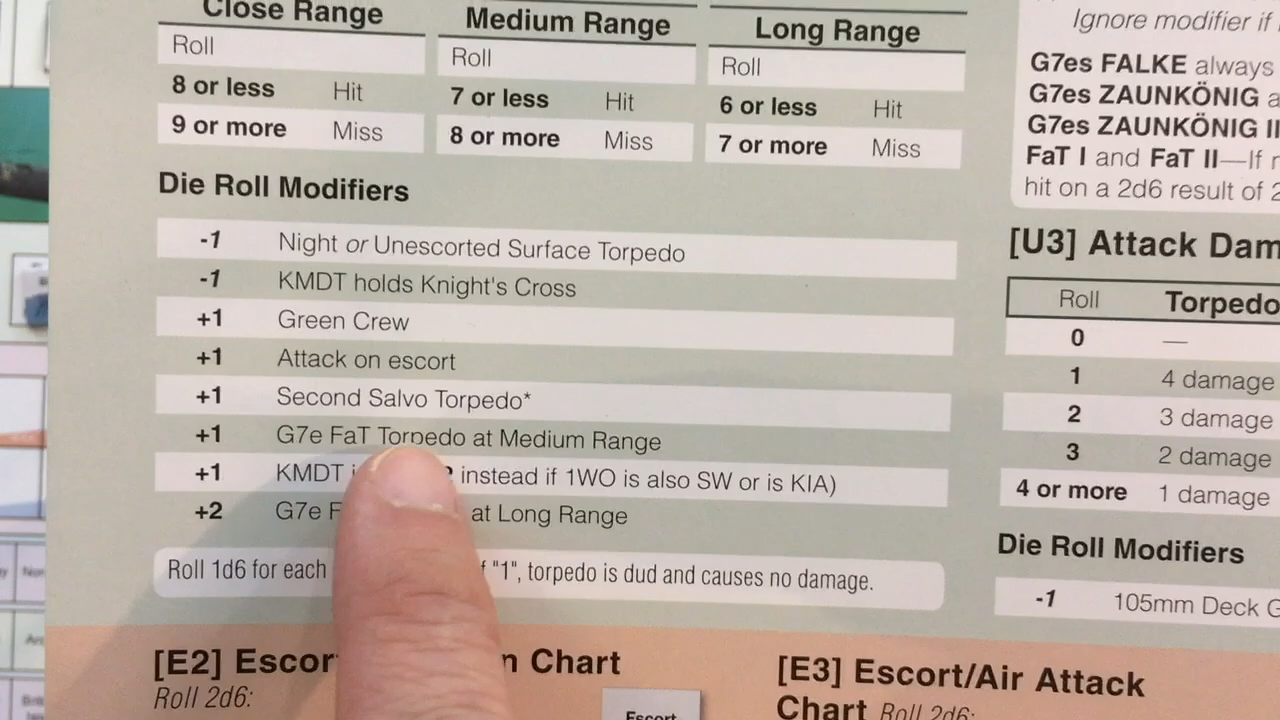 Close Range
Roll
8 or less Hit
9 or more Miss
Medium Range
Roll
7 or less Hit
8 or more Miss
Long Range
Roll
6 or less Hit
7 or more Miss
Die Roll Modifiers
-1 Night or Unescorted Surface Torpedo
-1 KMDT holds Knight's Cross
+1 Green Crew
+1 Attack on escort
+1 Second Salvo Torpedo*
+1 G7e FaT Torpedo at Medium Range
+1 KMDT instead if 1WO is also SW or is KIA)
+2 G7e at Long Range
Roll 1d6 for each "1", torpedo is dud and causes no damage.
[E2] Chart
Roll 2d6:
Escort
Ignore modifier if
G7es FALKE always
G7es ZAUNKÖNIG
G7es ZAUNKÖNIG II
FaT I and FaT II—If
hit on a 2d6 result of
[U3] Attack
Roll Torpedo
0 —
1 4 damage
2 3 damage
3 2 damage
4 or more 1 damage
Die Roll Modifiers
-1 105mm Deck
[E3] Escort/Air Attack
Chart Roll 2d6: